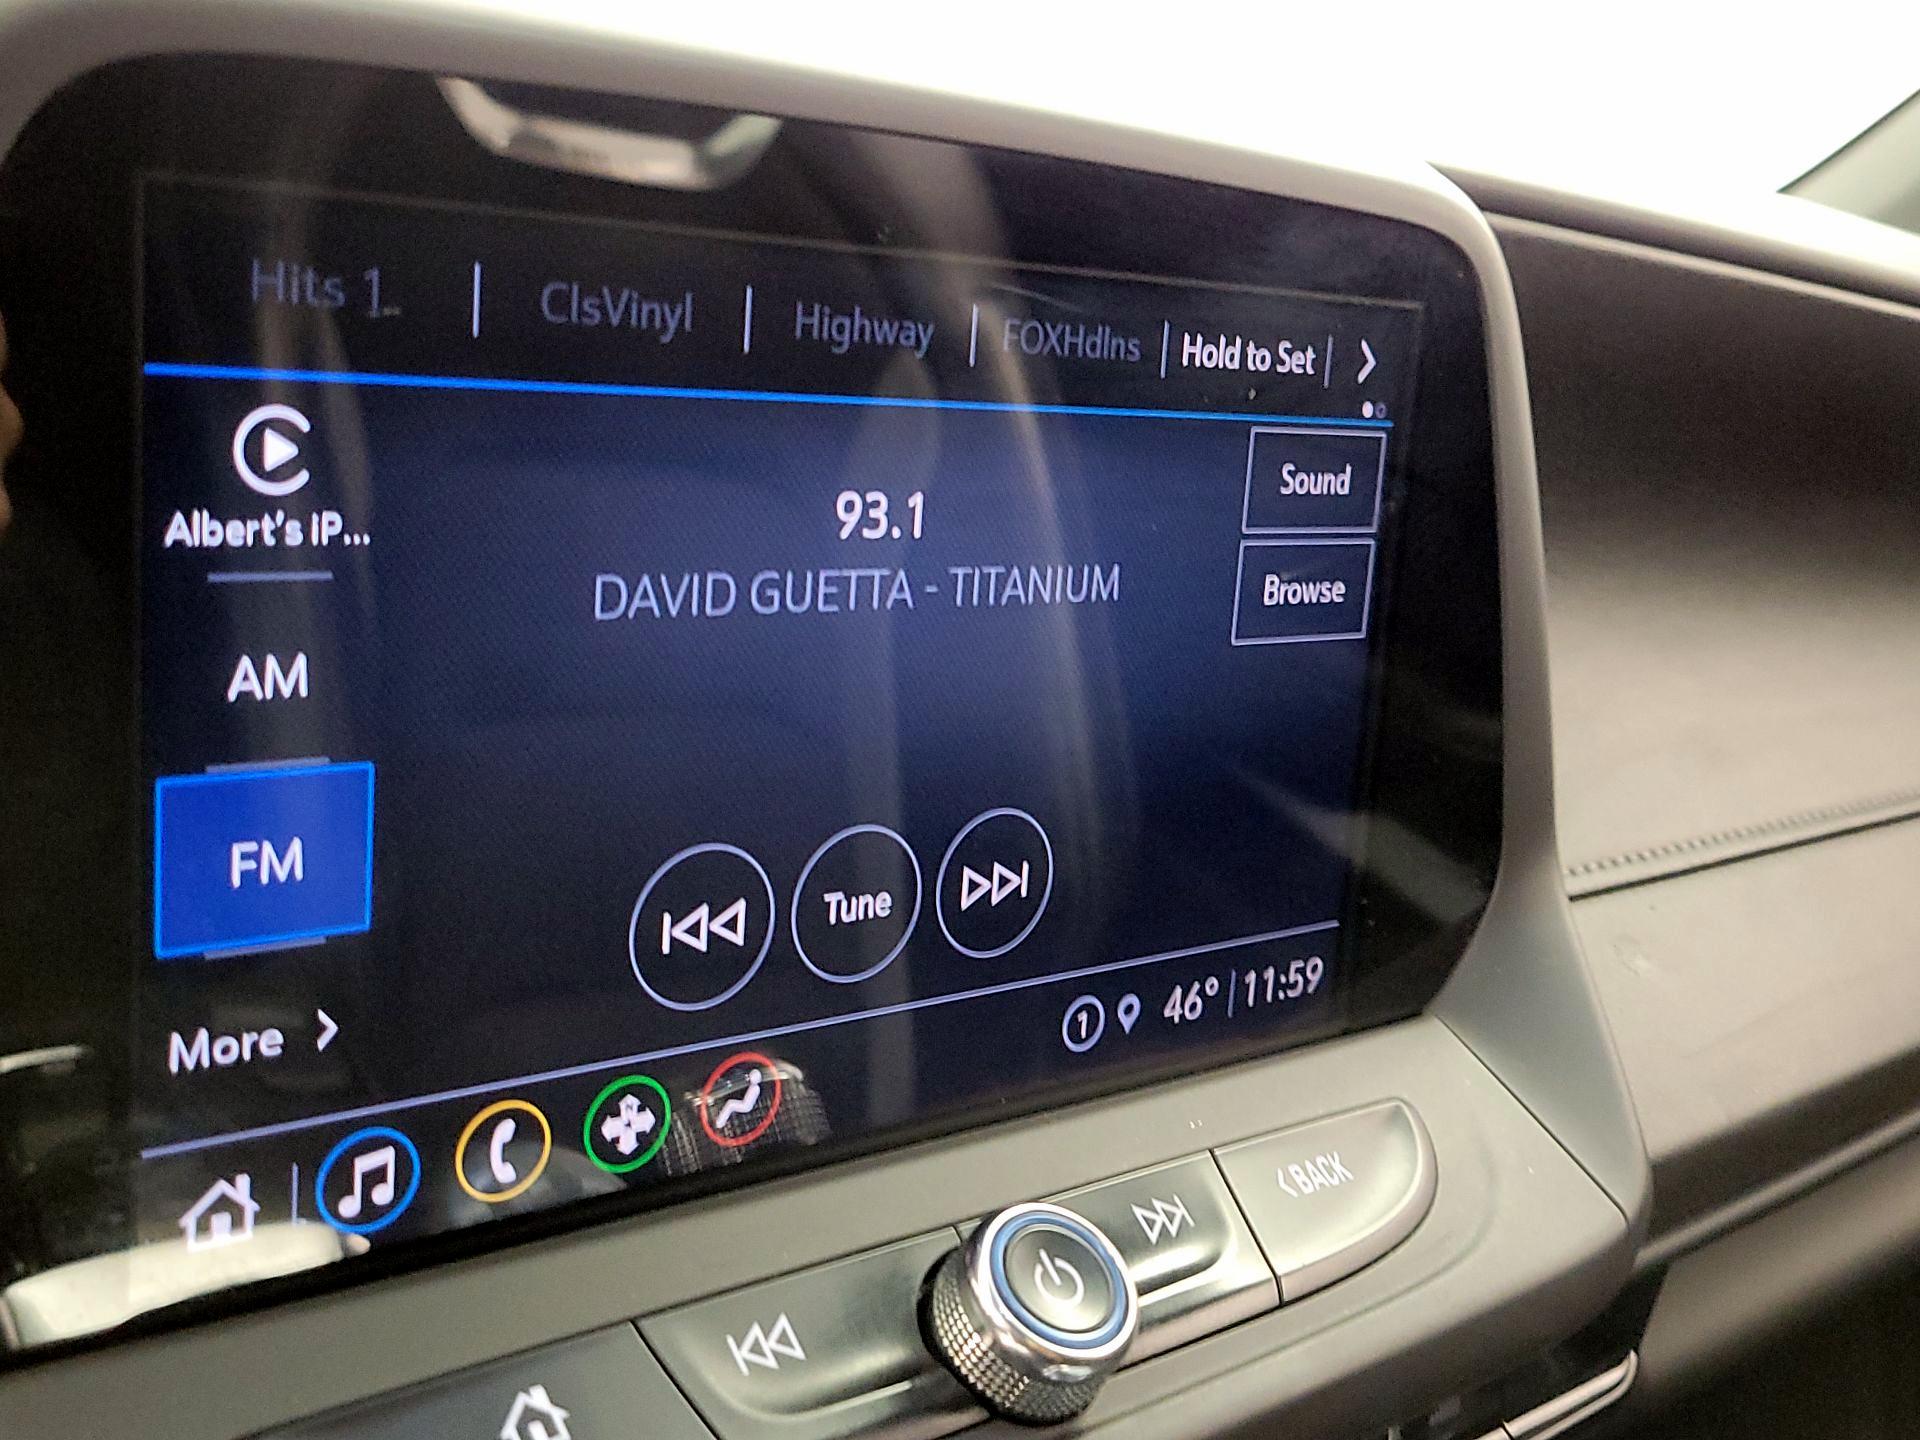 Hits 1
ClsVinyl
Highway
FOXHdlns
Hold to Set
Albert's iP...
93.1
Sound
DAVID GUETTA - TITANIUM
Browse
AM
FM
Tune
More
1
46° 11:59
N
BACK